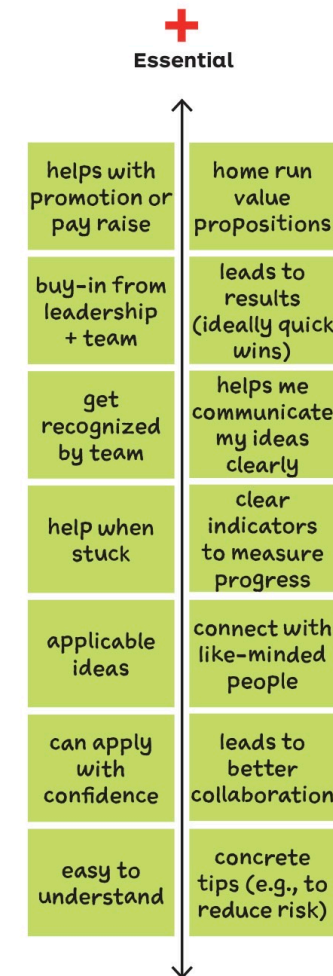 Essential
helps with
promotion or
pay raise
home run
value
propositions
buy-in from
leadership
+ team
leads to
results
(ideally quick
wins)
get
recognized
by team
helps me
communicate
my ideas
clearly
help when
stuck
clear
indicators
to measure
progress
applicable
ideas
connect with
like-minded
people
can apply
with
confidence
leads to
better
collaboration
easy to
understand
concrete
tips (e.g., to
reduce risk)